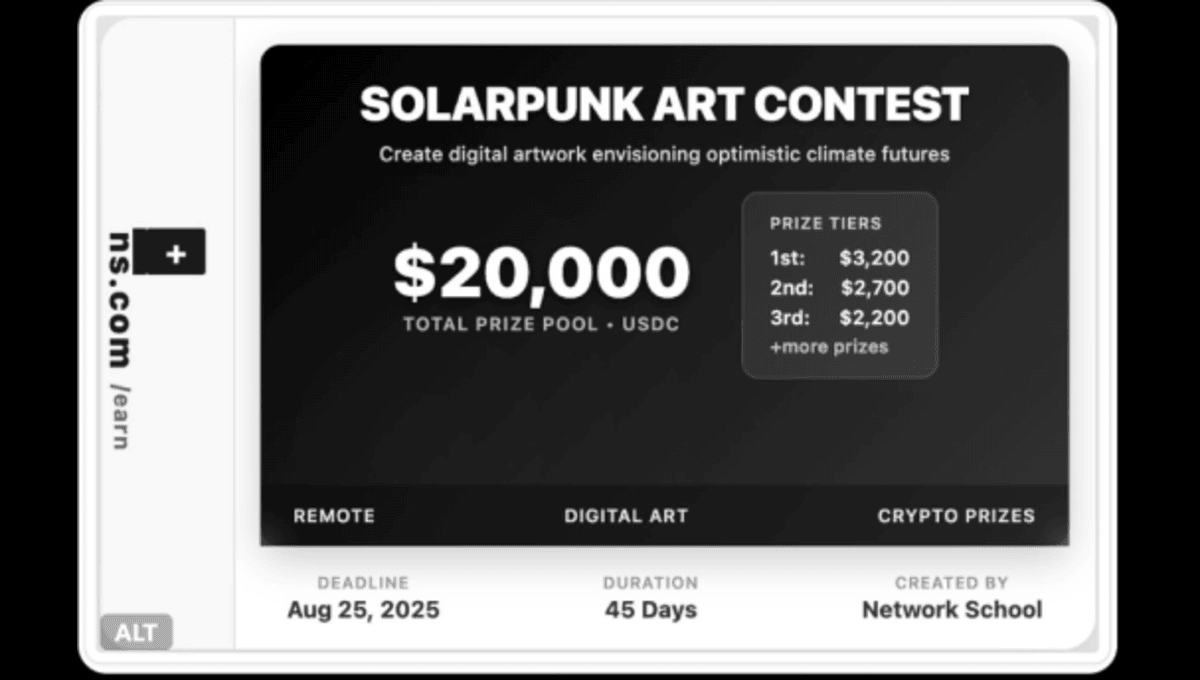 SOLARPUNK ART CONTEST
Create digital artwork envisioning optimistic climate futures
$20,000
TOTAL PRIZE POOL • USDC
PRIZE TIERS
1st: $3,200
2nd: $2,700
3rd: $2,200
+more prizes
REMOTE DIGITAL ART CRYPTO PRIZES
DEADLINE DURATION CREATED BY
Aug 25, 2025 45 Days Network School
+
ns.com /earn
ALT